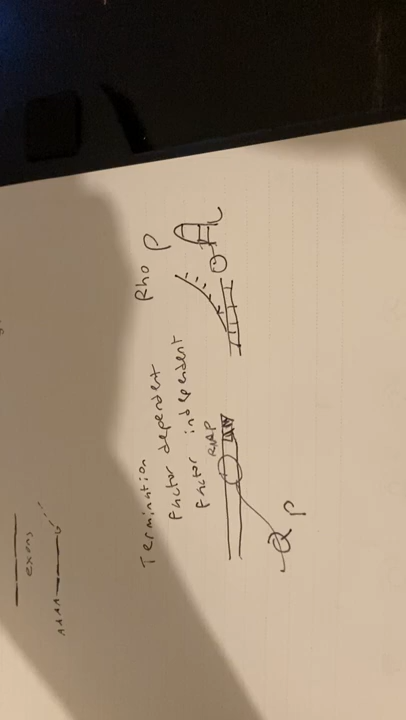 Termination
factor dependent Rho ρ
factor independent
RNAP
ρ
exons
AAAA